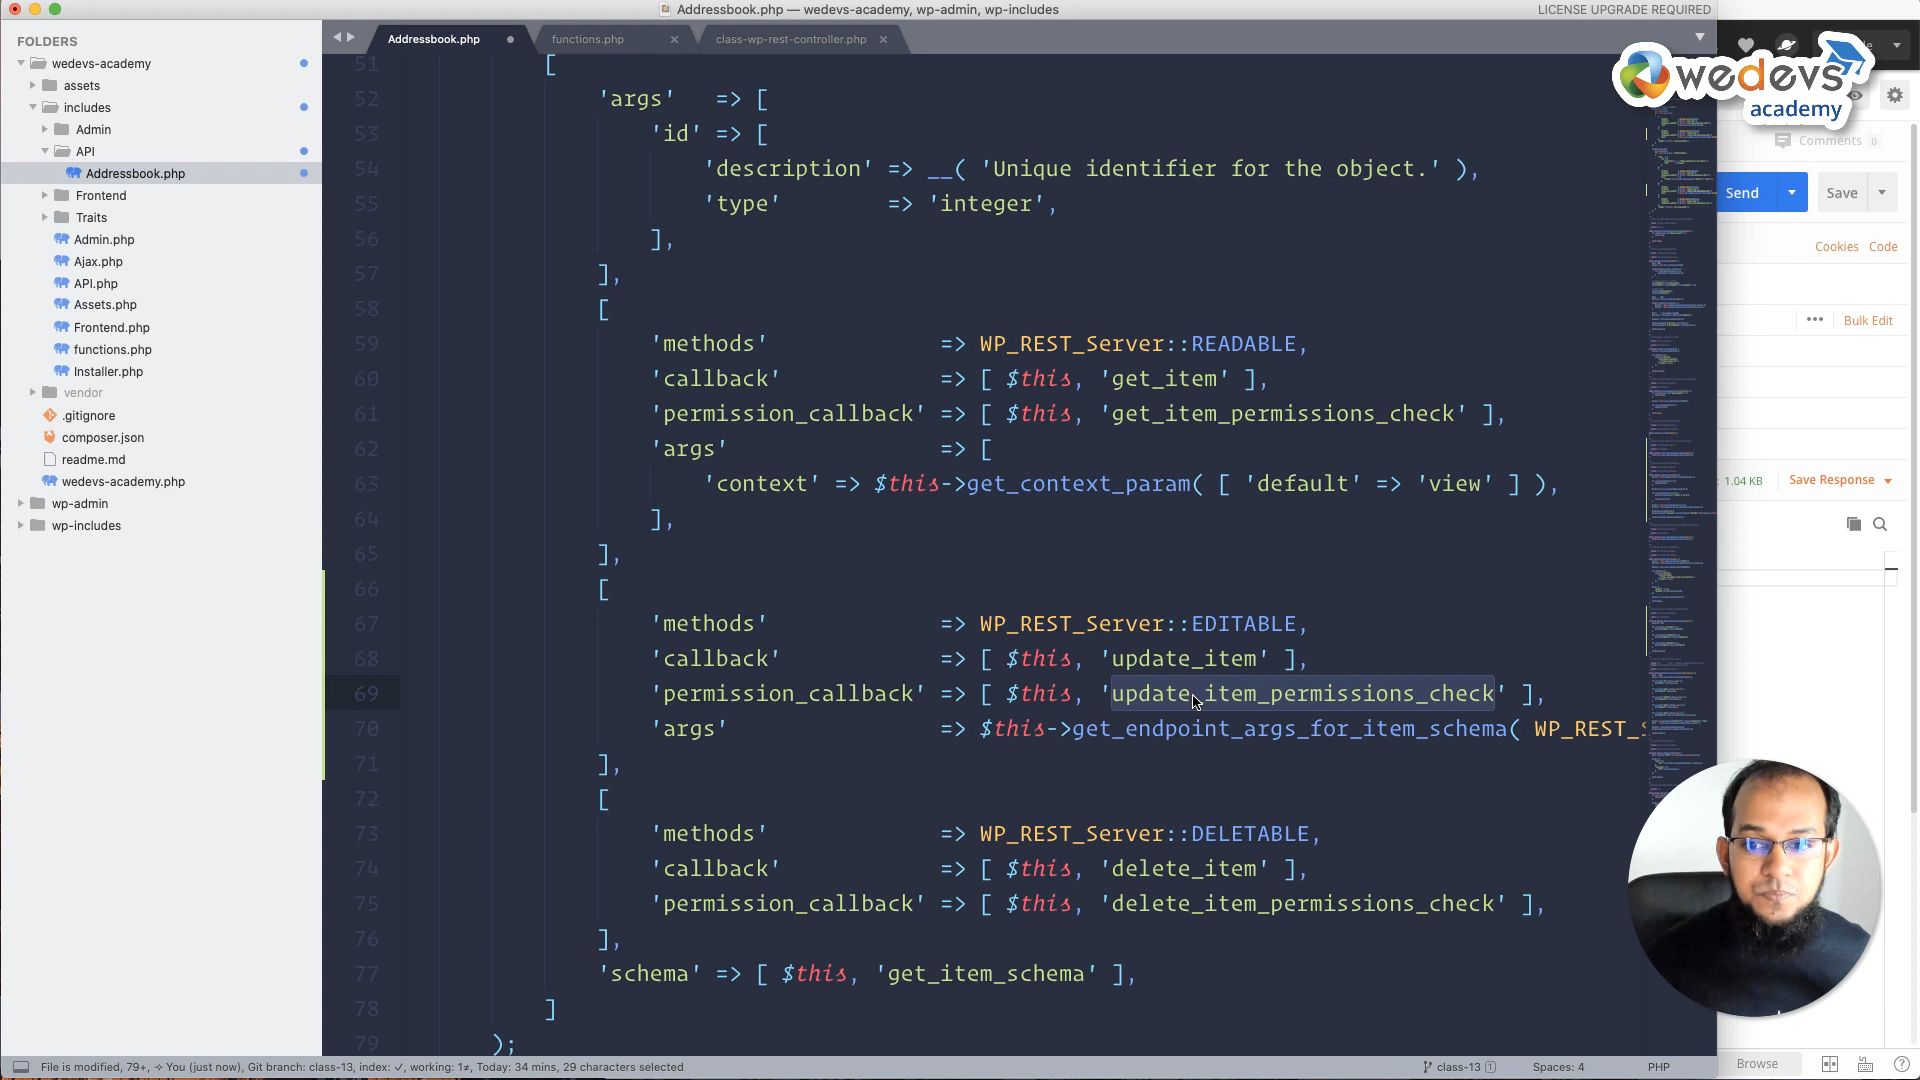 Addressbook.php — wedevs-academy, wp-admin, wp-includes
LICENSE UPGRADE REQUIRED
FOLDERS
wedevs-academy
assets
includes
Admin
API
Addressbook.php
Frontend
Traits
Admin.php
Ajax.php
API.php
Assets.php
Frontend.php
functions.php
Installer.php
vendor
.gitignore
composer.json
readme.md
wedevs-academy.php
wp-admin
wp-includes
Addressbook.php
functions.php
class-wp-rest-controller.php
51 [
52 'args' => [
53 'id' => [
54 'description' => __( 'Unique identifier for the object.' ),
55 'type' => 'integer',
56 ],
57 ],
58 [
59 'methods' => WP_REST_Server::READABLE,
60 'callback' => [ $this, 'get_item' ],
61 'permission_callback' => [ $this, 'get_item_permissions_check' ],
62 'args' => [
63 'context' => $this->get_context_param( [ 'default' => 'view' ] ),
64 ],
65 ],
66 [
67 'methods' => WP_REST_Server::EDITABLE,
68 'callback' => [ $this, 'update_item' ],
69 'permission_callback' => [ $this, 'update_item_permissions_check' ],
70 'args' => $this->get_endpoint_args_for_item_schema( WP_REST_
71 ],
72 [
73 'methods' => WP_REST_Server::DELETABLE,
74 'callback' => [ $this, 'delete_item' ],
75 'permission_callback' => [ $this, 'delete_item_permissions_check' ],
76 ],
77 'schema' => [ $this, 'get_item_schema' ],
78 ]
79 );
wedevs
academy
Comments 0
Send
Save
Cookies Code
Bulk Edit
1.04 KB Save Response
Browse
File is modified, 79+, You (just now), Git branch: class-13, index: ✓, working: 1≠, Today: 34 mins, 29 characters selected
class-13 1
Spaces: 4
PHP